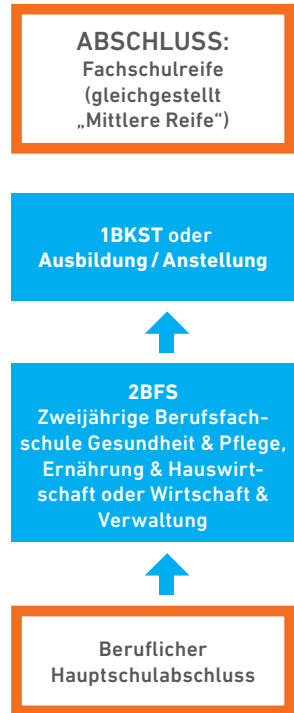 ABSCHLUSS:
Fachschulreife
(gleichgestellt
„Mittlere Reife“)
1BKST oder
Ausbildung / Anstellung
2BFS
Zweijährige Berufsfach-
schule Gesundheit & Pflege,
Ernährung & Hauswirt-
schaft oder Wirtschaft &
Verwaltung
Beruflicher
Hauptschulabschluss